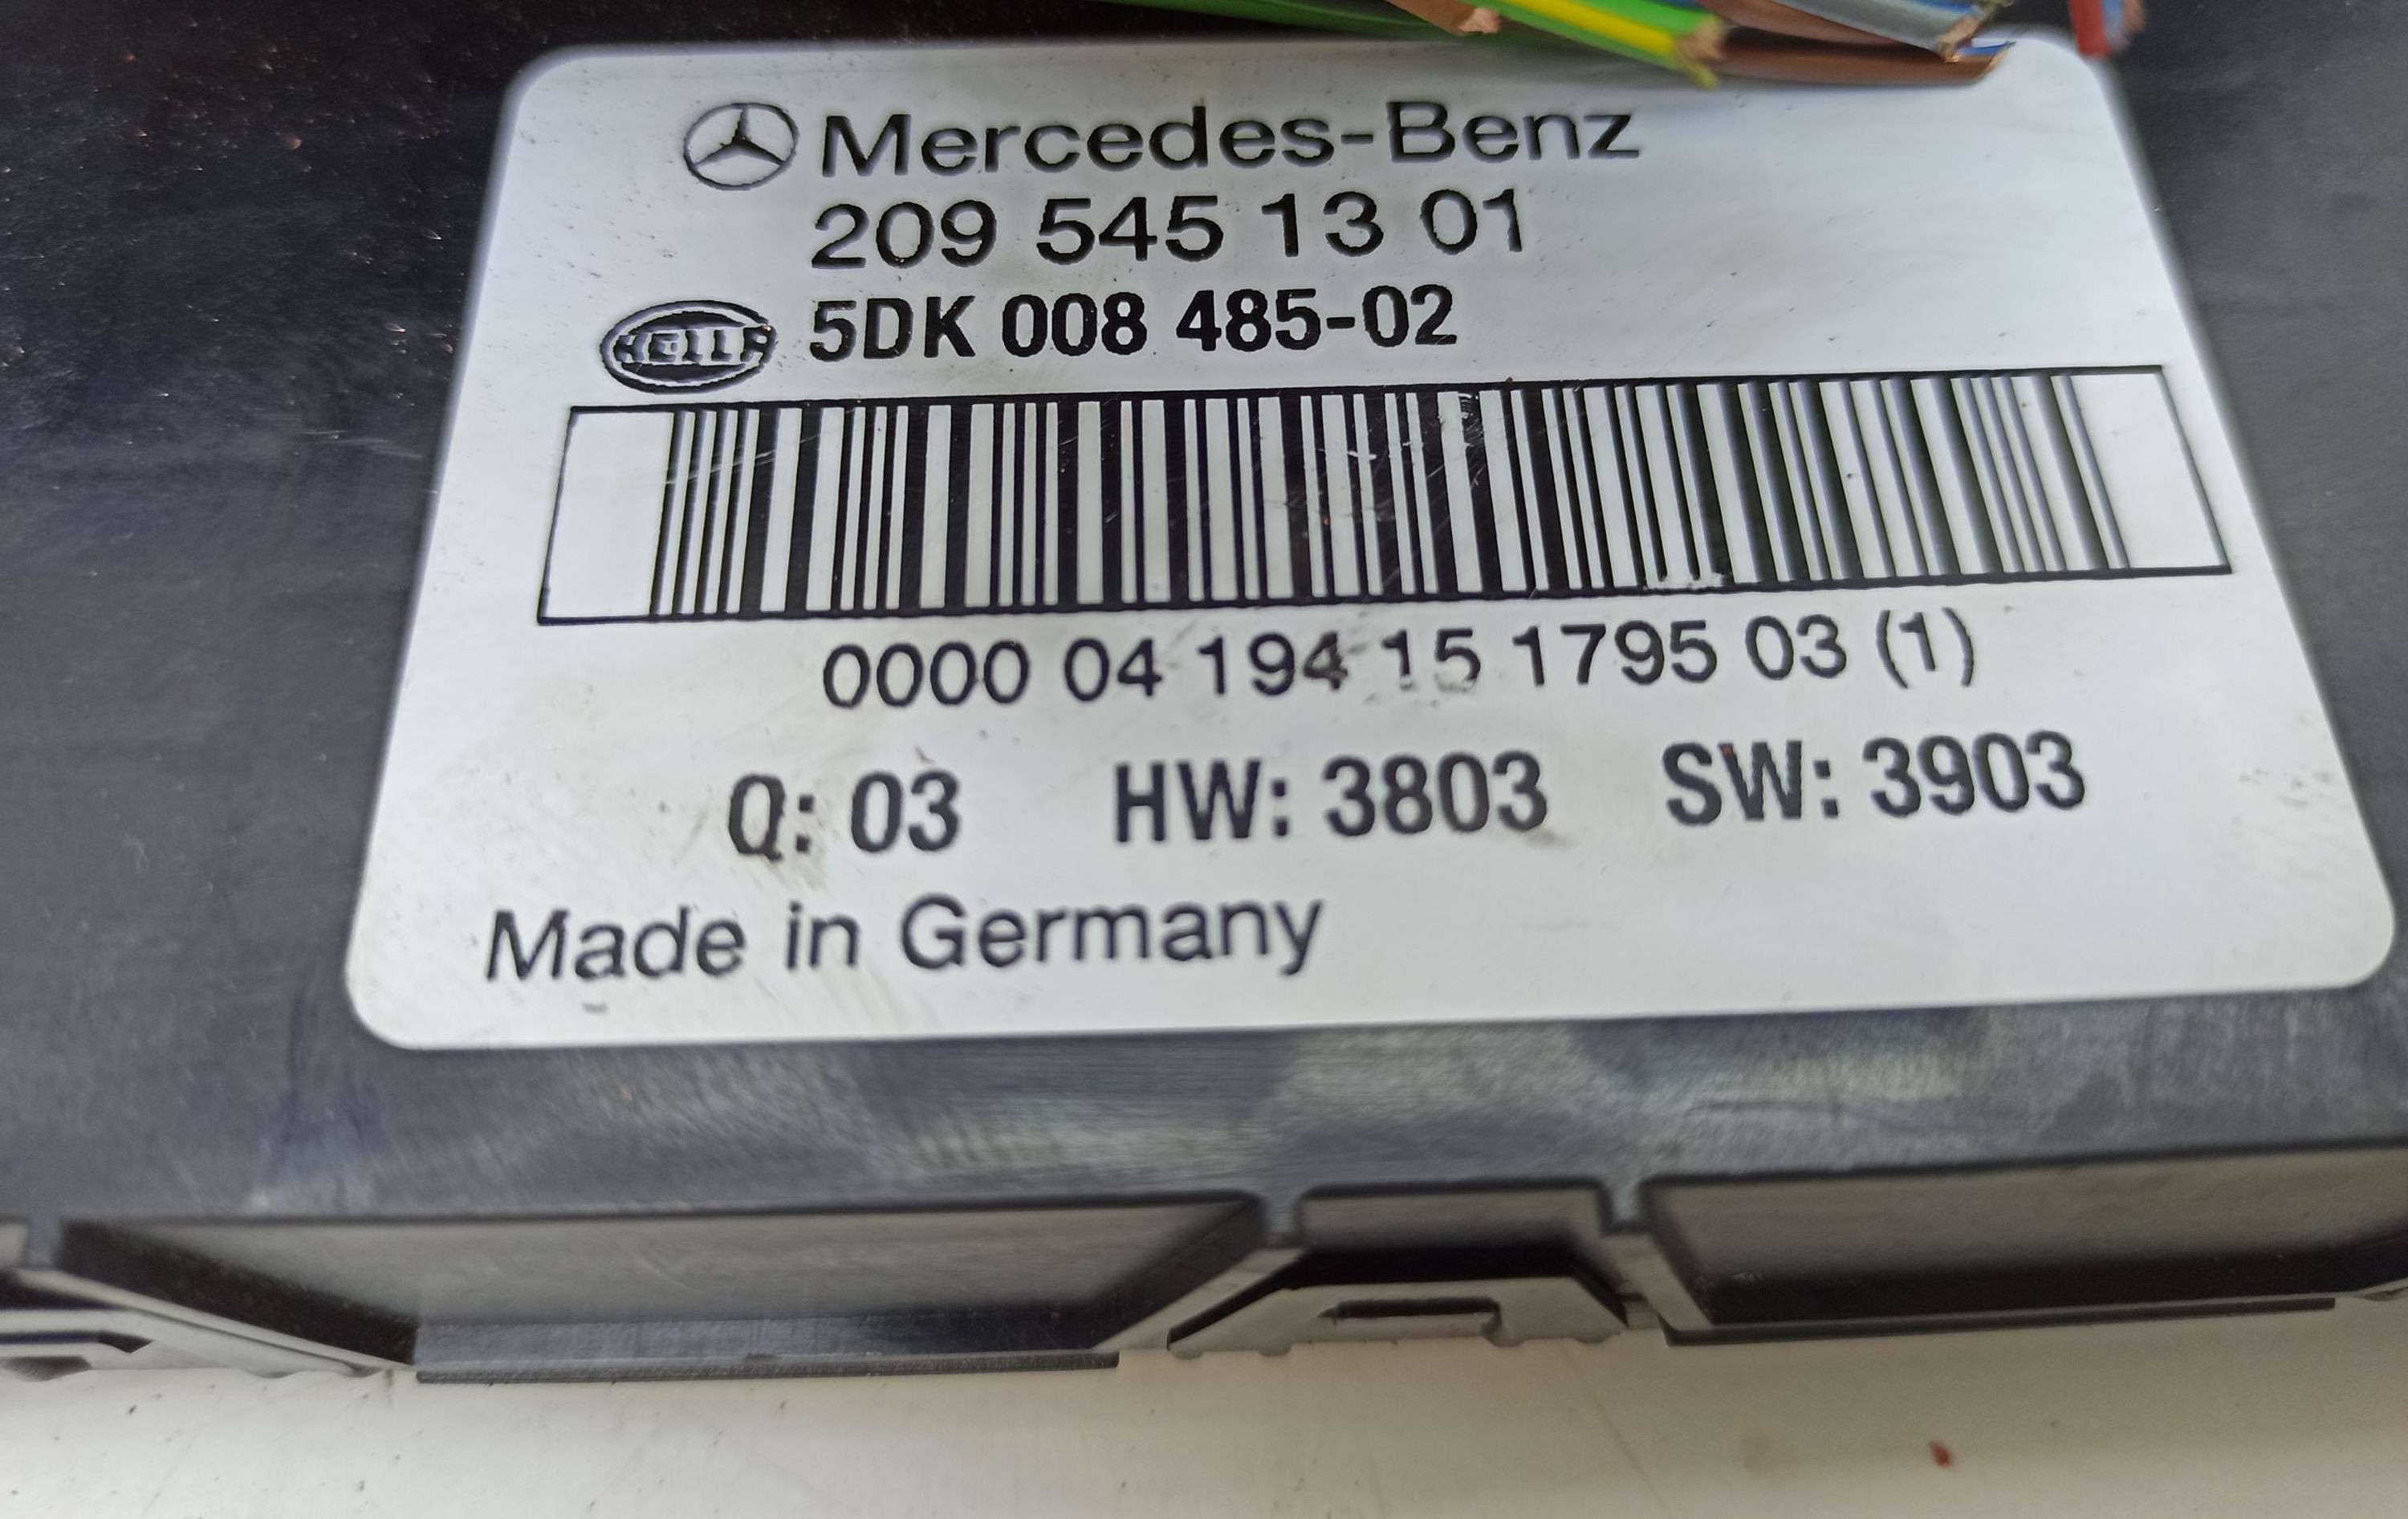 Mercedes-Benz
209 545 13 01
HELLA 5DK 008 485-02
0000 04 194 15 1795 03 (1)
Q: 03 HW: 3803 SW: 3903
Made in Germany